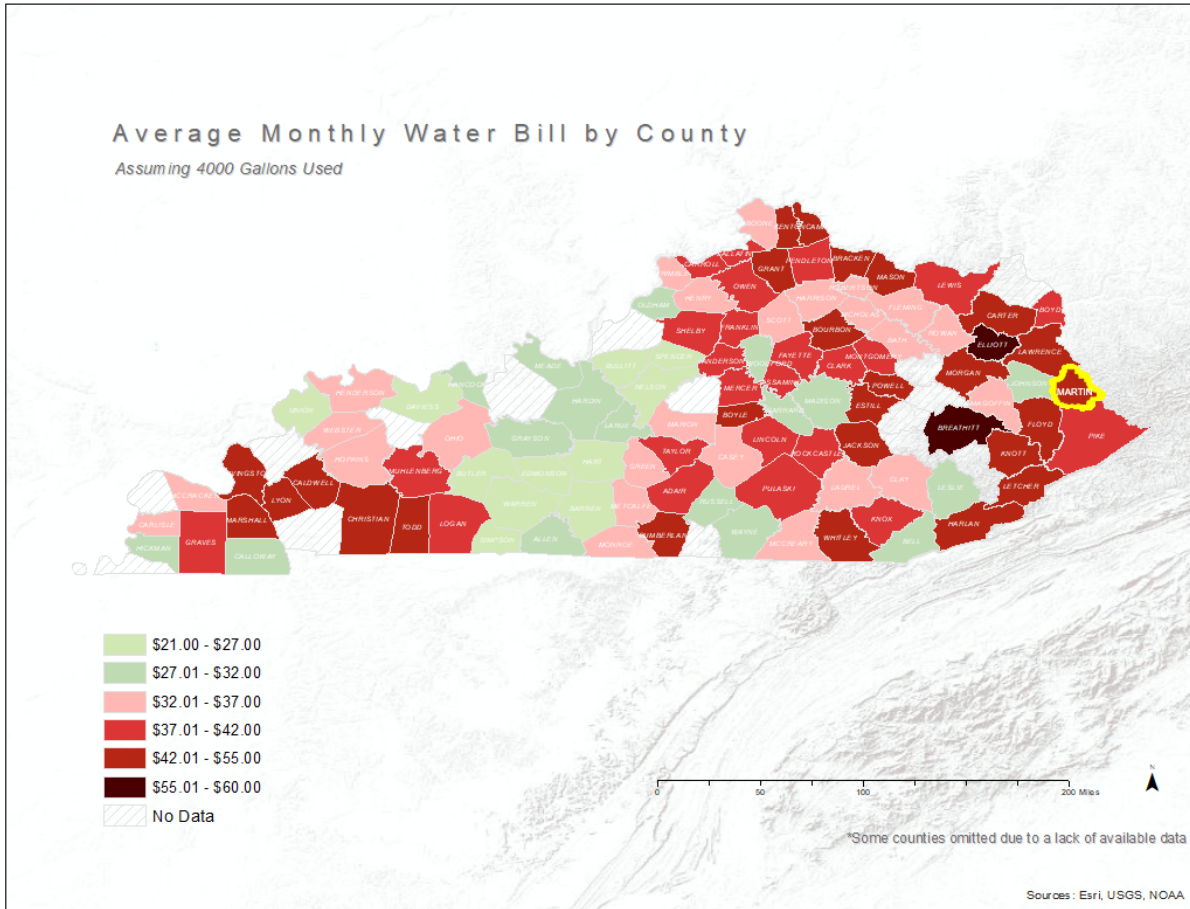 Average Monthly Water Bill by County
Assuming 4000 Gallons Used
BOONE
GRANT
PENDLETON
BRACKEN
MASON
LEWIS
OWEN
HENRY
OLDHAM
HARRISON
FLEMING
CARTER
BOYD
SHELBY
FRANKLIN
SCOTT
BOURBON
BATH
ROWAN
ELLIOTT
LAWRENCE
SPENCER
BULLITT
FAYETTE
CLARK
MONTGOMERY
MORGAN
JOHNSON
MARTIN
MEADE
NELSON
MERCER
MADISON
POWELL
ESTILL
HENDERSON
UNION
DAVIESS
HARDIN
LARUE
MARION
BOYLE
BREATHITT
FLOYD
PIKE
WEBSTER
OHIO
GRAYSON
LINCOLN
JACKSON
KNOTT
HOPKINS
MUHLENBERG
BUTLER
EDMONSON
HART
GREEN
TAYLOR
CASEY
ROCKCASTLE
CALDWELL
LYON
WARREN
BARREN
METCALFE
ADAIR
RUSSELL
PULASKI
LAUREL
CLAY
LESLIE
LETCHER
CARLISLE
MARSHALL
CHRISTIAN
TODD
LOGAN
SIMPSON
ALLEN
MONROE
WAYNE
MCCREARY
WHITLEY
KNOX
BELL
HARLAN
HICKMAN
GRAVES
CALLOWAY
$21.00 - $27.00
$27.01 - $32.00
$32.01 - $37.00
$37.01 - $42.00
$42.01 - $55.00
$55.01 - $60.00
No Data
N
0 50 100 200 Miles
*Some counties omitted due to a lack of available data
Sources: Esri, USGS, NOAA